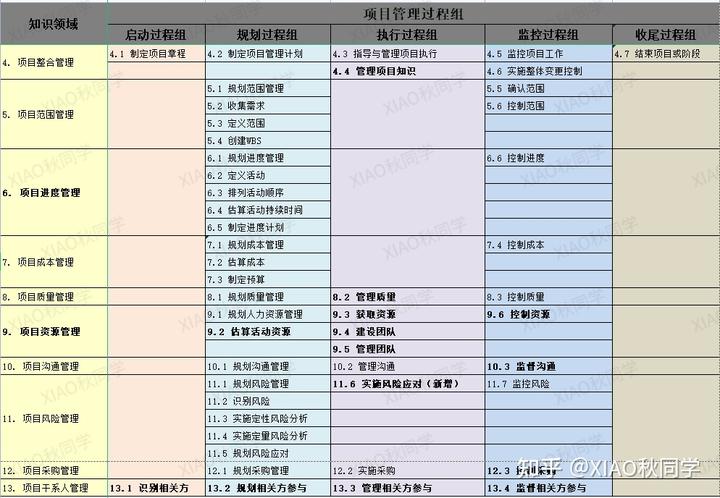 知识领域 项目管理过程组
启动过程组 规划过程组 执行过程组 监控过程组 收尾过程组
4. 项目整合管理 4.1 制定项目章程 4.2 制定项目管理计划 4.3 指导与管理项目执行 4.5 监控项目工作 4.7 结束项目或阶段
4.4 管理项目知识 4.6 实施整体变更控制
5. 项目范围管理 5.1 规划范围管理 5.5 确认范围
5.2 收集需求 5.6 控制范围
5.3 定义范围
5.4 创建WBS
6. 项目进度管理 6.1 规划进度管理 6.6 控制进度
6.2 定义活动
6.3 排列活动顺序
6.4 估算活动持续时间
6.5 制定进度计划
7. 项目成本管理 7.1 规划成本管理 7.4 控制成本
7.2 估算成本
7.3 制定预算
8. 项目质量管理 8.1 规划质量管理 8.2 管理质量 8.3 控制质量
9. 项目资源管理 9.1 规划人力资源管理 9.3 获取资源 9.6 控制资源
9.2 估算活动资源 9.4 建设团队
9.5 管理团队
10. 项目沟通管理 10.1 规划沟通管理 10.2 管理沟通 10.3 监督沟通
11. 项目风险管理 11.1 规划风险管理 11.6 实施风险应对（新增） 11.7 监控风险
11.2 识别风险
11.3 实施定性风险分析
11.4 实施定量风险分析
11.5 规划风险应对
12. 项目采购管理 12.1 规划采购管理 12.2 实施采购 12.3
13. 项目干系人管理 13.1 识别相关方 13.2 规划相关方参与 13.3 管理相关方参与 13.4 监督相关方参与
知乎 @XIAO秋同学